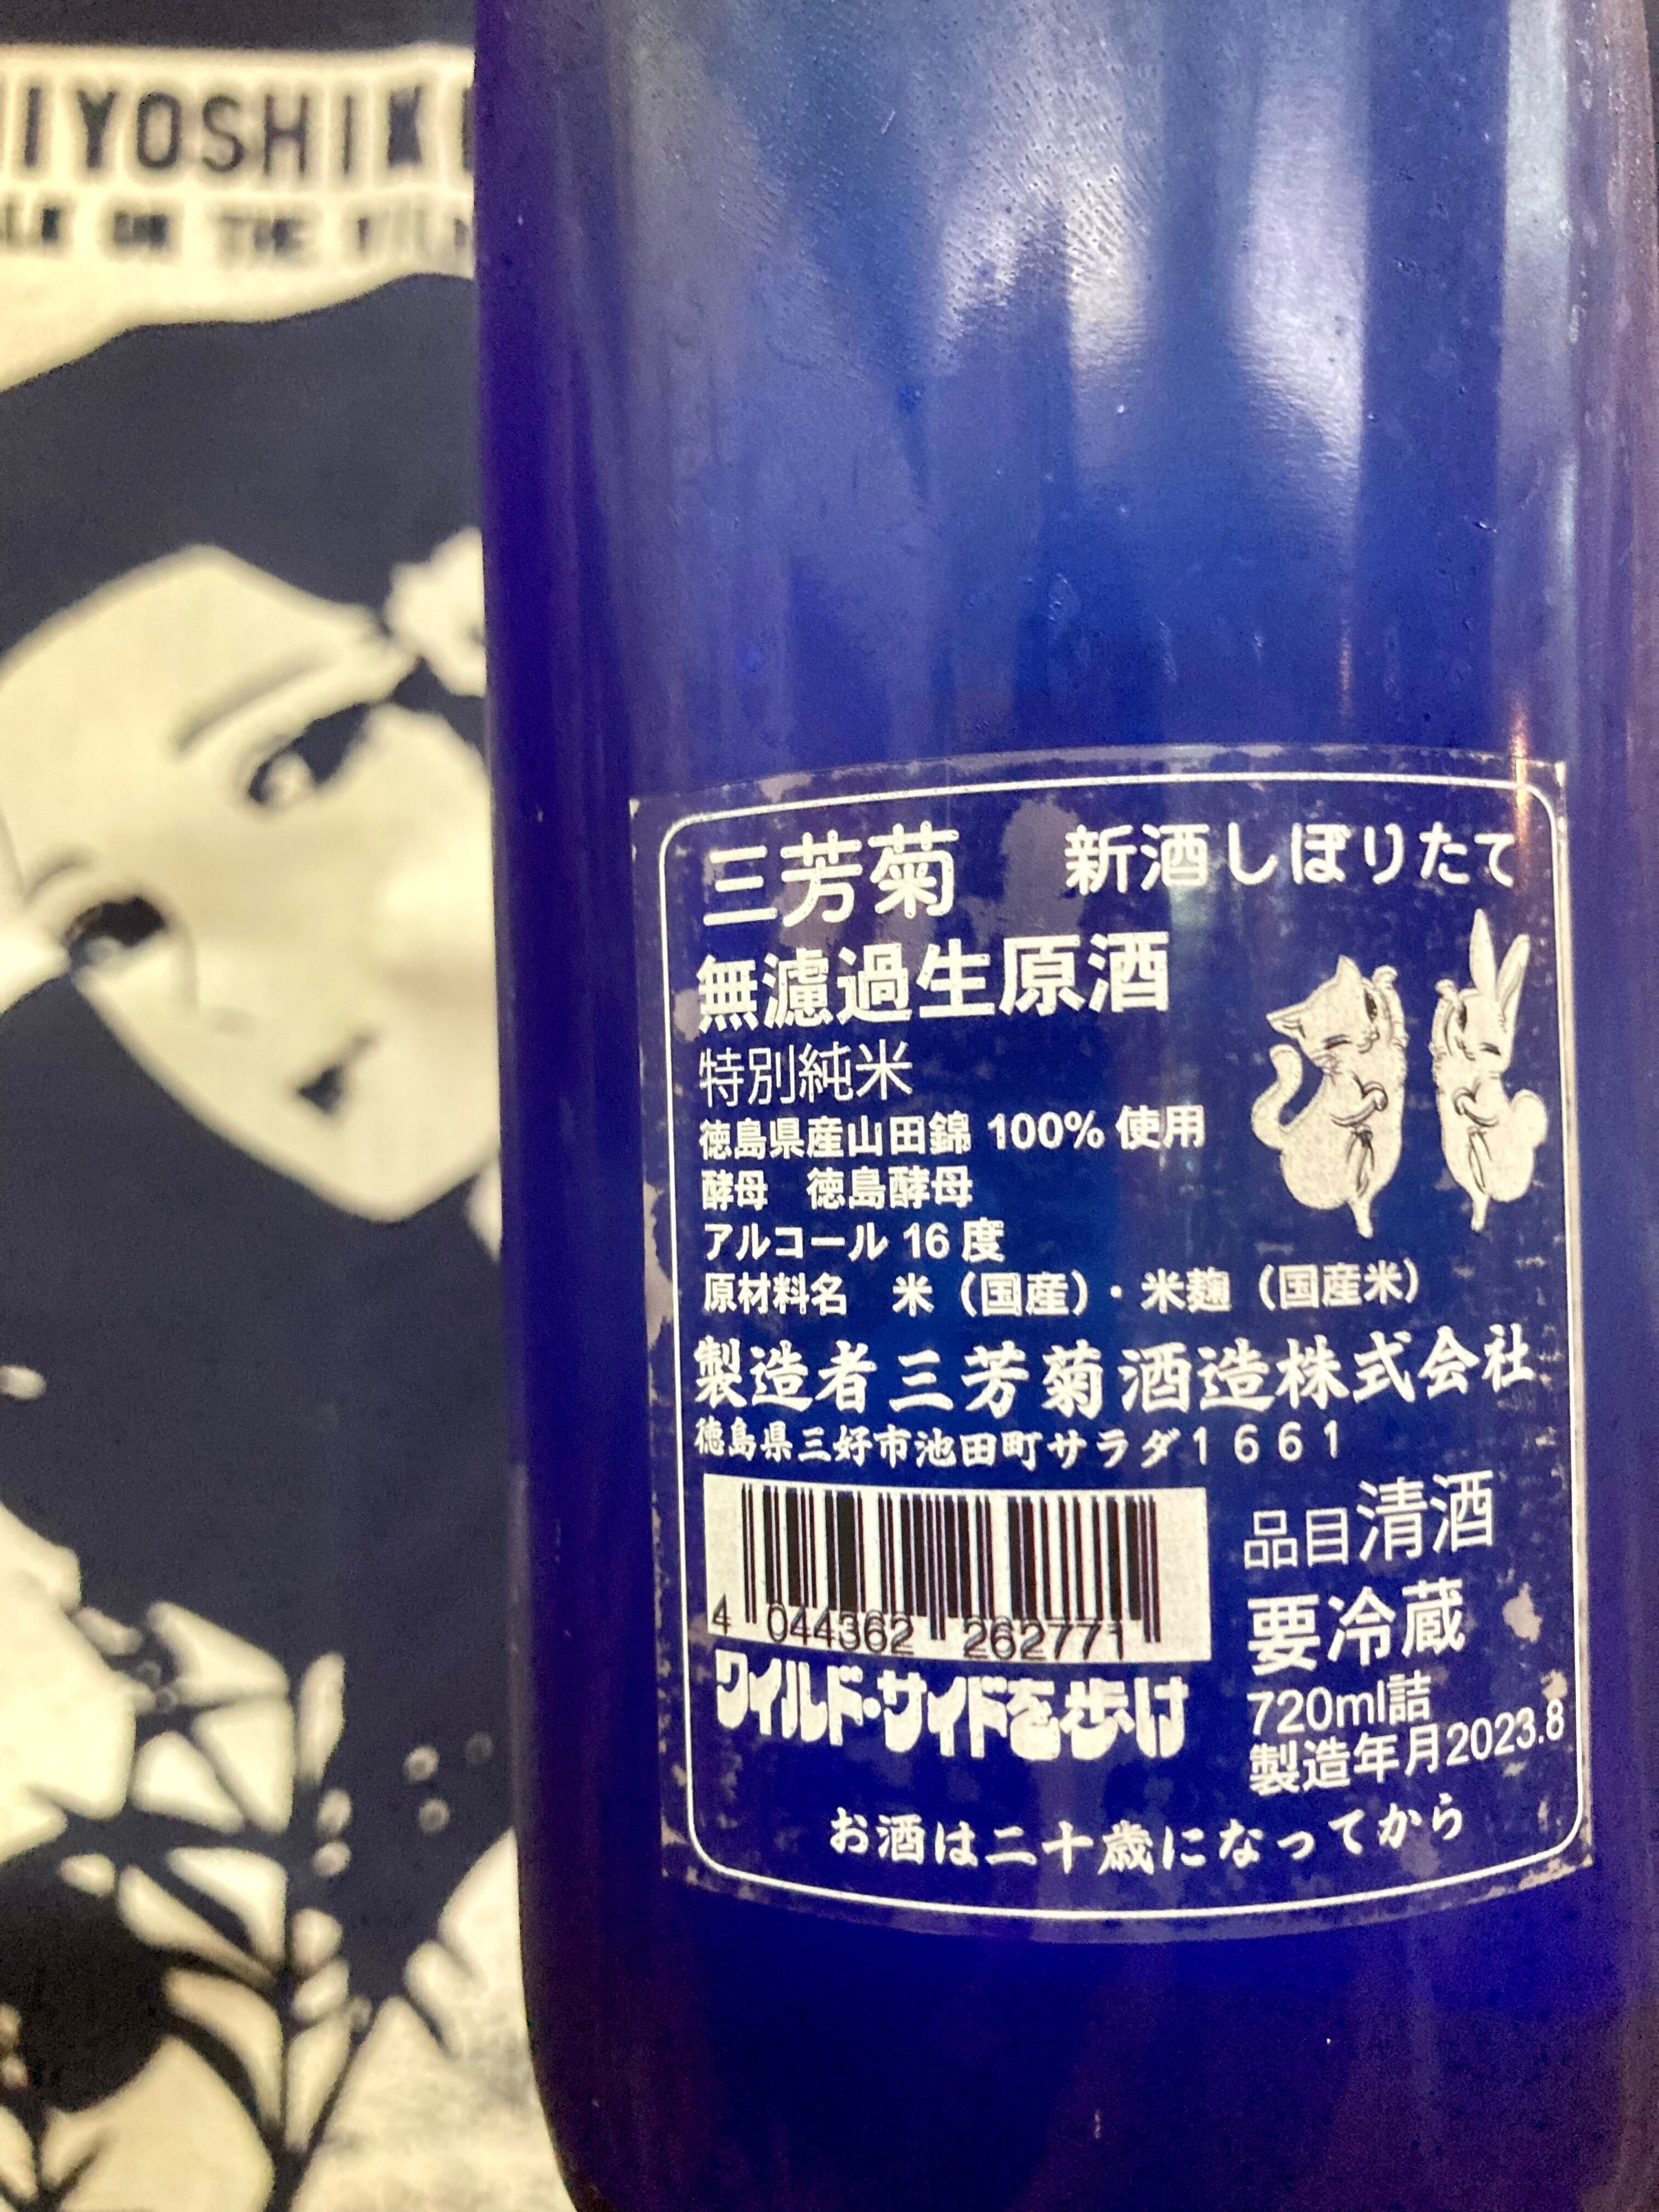 IYOSHIK
ON THE
三芳菊 新酒しぼりたて
無濾過生原酒
特別純米
徳島県産山田錦 100% 使用
酵母 徳島酵母
アルコール 16 度
原材料名 米（国産）・米麹（国産米）
製造者 三芳菊酒造株式会社
徳島県三好市池田町サラダ1661
4 044362 262771
品目清酒
要冷蔵
720ml詰
製造年月2023.8
ワイルド・サイドを歩け
お酒は二十歳になってから